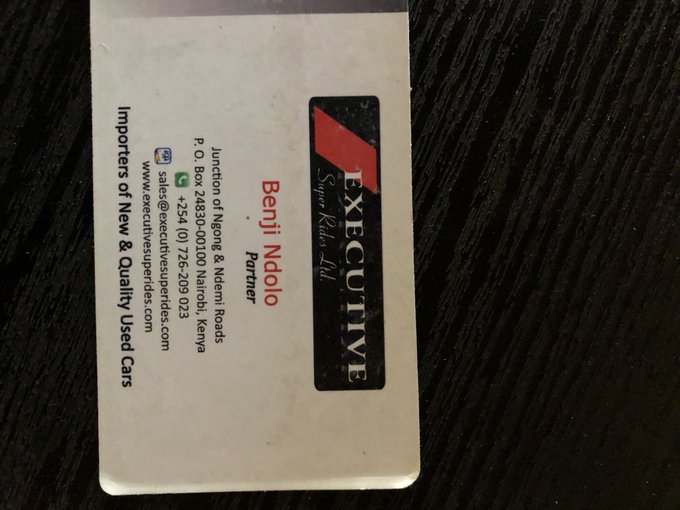 EXECUTIVE
Super Rides Ltd.
Benji Ndolo
Partner
Junction of Ngong & Ndemi Roads
P. O. Box 24830-00100 Nairobi, Kenya
+254 (0) 726-209 023
sales@executivesuperides.com
www.executivesuperides.com
Importers of New & Quality Used Cars